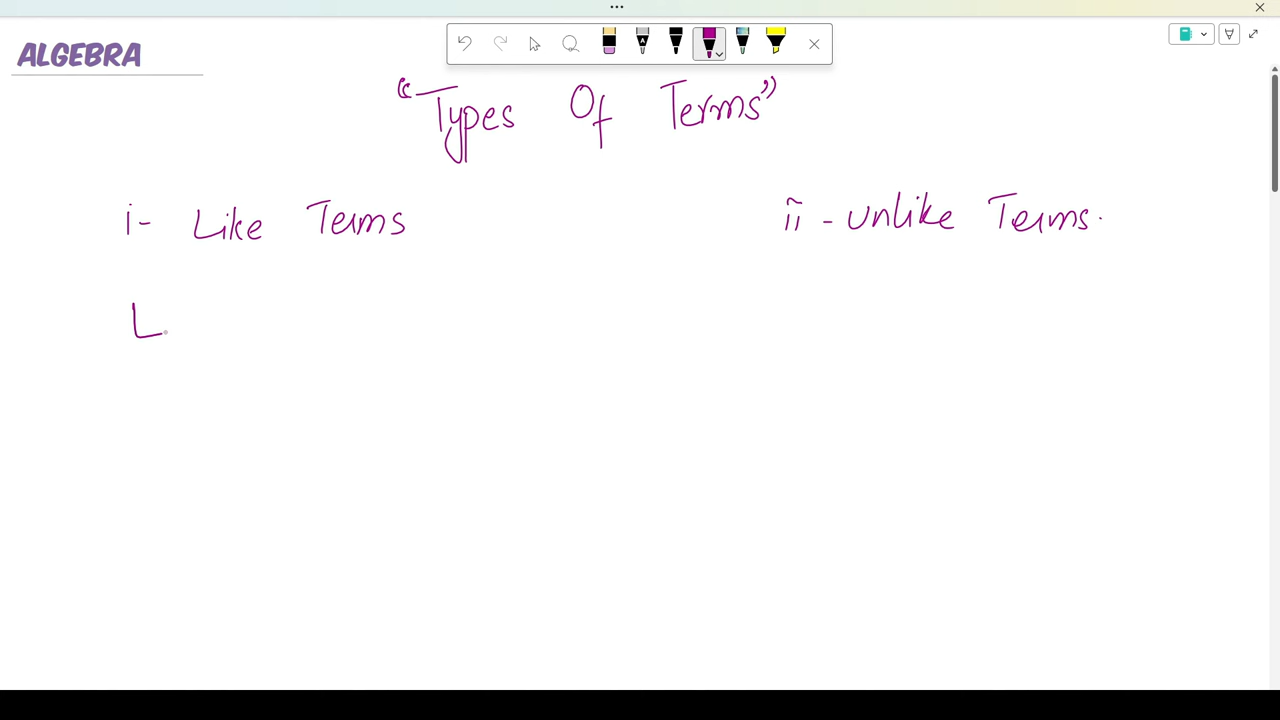 ALGEBRA
“Types Of Terms”
i- Like Terms
ii - unlike Terms.
L